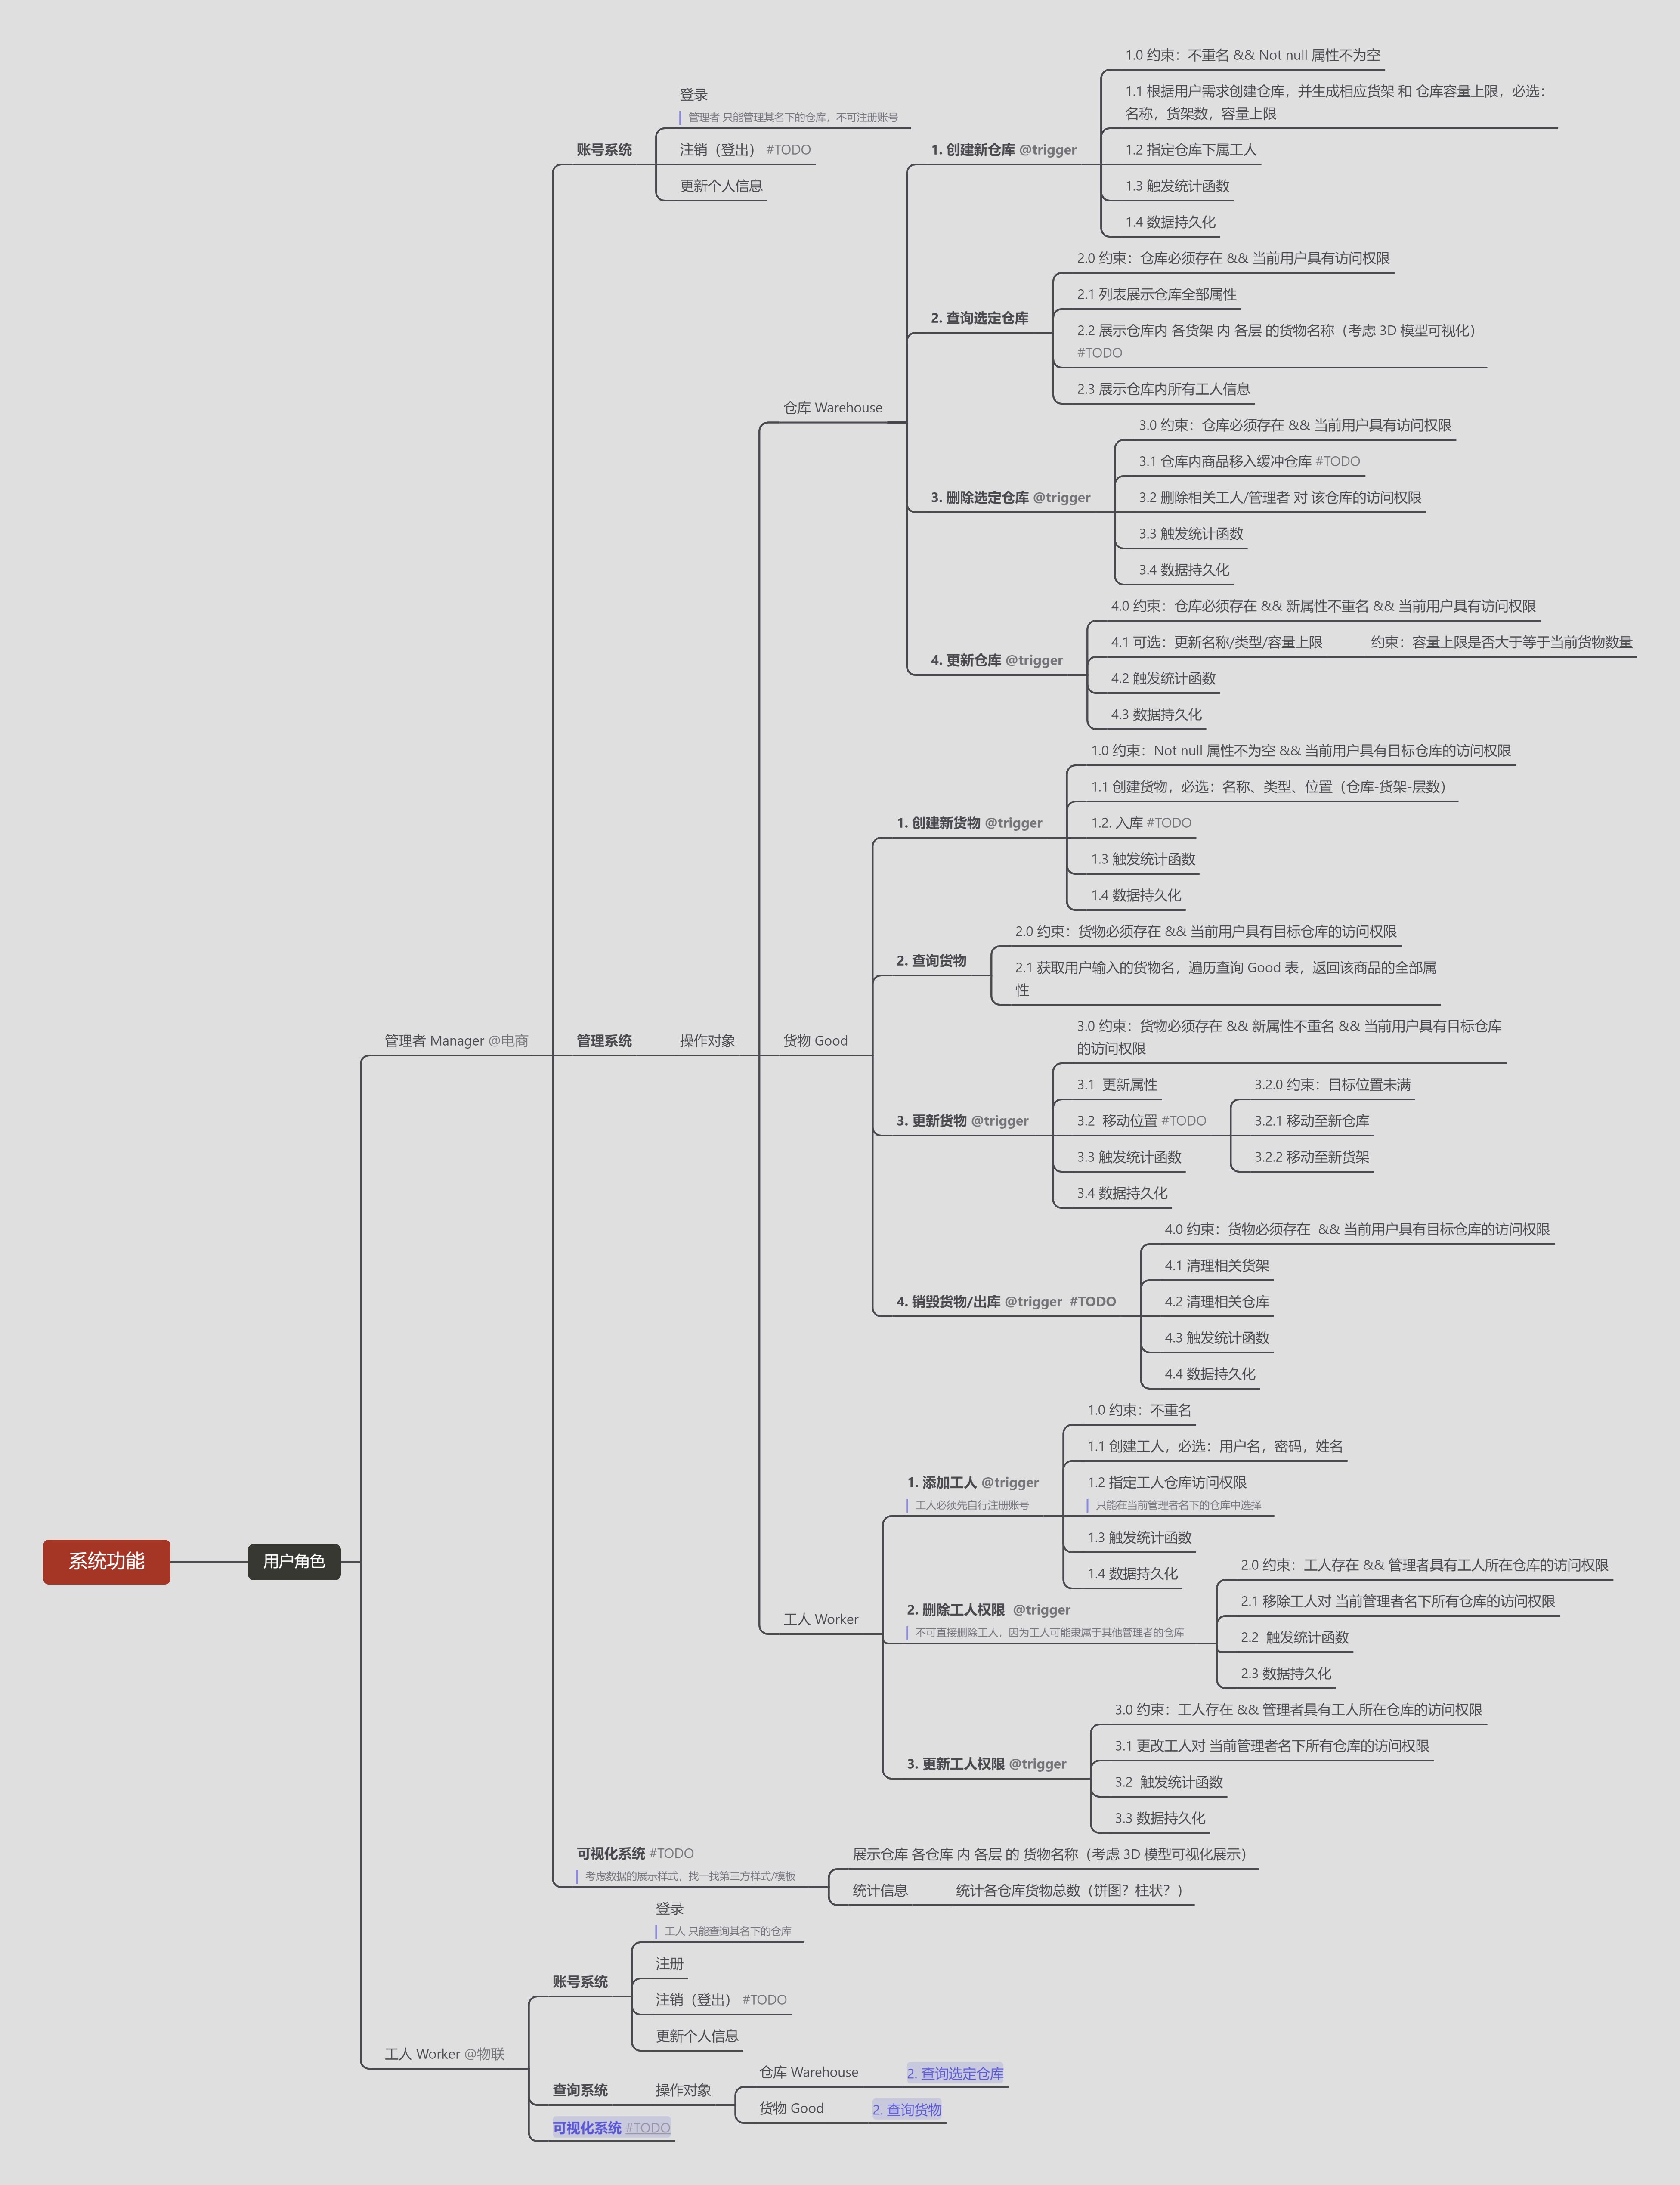 系统功能
用户角色
管理者 Manager @电商
账号系统
登录
管理者 只能管理其名下的仓库，不可注册账号
注销（登出） #TODO
更新个人信息
管理系统
操作对象
仓库 Warehouse
1. 创建新仓库 @trigger
1.0 约束：不重名 && Not null 属性不为空
1.1 根据用户需求创建仓库，并生成相应货架 和 仓库容量上限，必选：
名称，货架数，容量上限
1.2 指定仓库下属工人
1.3 触发统计函数
1.4 数据持久化
2. 查询选定仓库
2.0 约束：仓库必须存在 && 当前用户具有访问权限
2.1 列表展示仓库全部属性
2.2 展示仓库内 各货架 内 各层 的货物名称（考虑 3D 模型可视化）
#TODO
2.3 展示仓库内所有工人信息
3. 删除选定仓库 @trigger
3.0 约束：仓库必须存在 && 当前用户具有访问权限
3.1 仓库内商品移入缓冲仓库 #TODO
3.2 删除相关工人/管理者 对 该仓库的访问权限
3.3 触发统计函数
3.4 数据持久化
4. 更新仓库 @trigger
4.0 约束：仓库必须存在 && 新属性不重名 && 当前用户具有访问权限
4.1 可选：更新名称/类型/容量上限
约束：容量上限是否大于等于当前货物数量
4.2 触发统计函数
4.3 数据持久化
货物 Good
1. 创建新货物 @trigger
1.0 约束：Not null 属性不为空 && 当前用户具有目标仓库的访问权限
1.1 创建货物，必选：名称、类型、位置（仓库-货架-层数）
1.2. 入库 #TODO
1.3 触发统计函数
1.4 数据持久化
2. 查询货物
2.0 约束：货物必须存在 && 当前用户具有目标仓库的访问权限
2.1 获取用户输入的货物名，遍历查询 Good 表，返回该商品的全部属
性
3. 更新货物 @trigger
3.0 约束：货物必须存在 && 新属性不重名 && 当前用户具有目标仓库
的访问权限
3.1 更新属性
3.2 移动位置 #TODO
3.2.0 约束：目标位置未满
3.2.1 移动至新仓库
3.2.2 移动至新货架
3.3 触发统计函数
3.4 数据持久化
4. 销毁货物/出库 @trigger #TODO
4.0 约束：货物必须存在 && 当前用户具有目标仓库的访问权限
4.1 清理相关货架
4.2 清理相关仓库
4.3 触发统计函数
4.4 数据持久化
工人 Worker
1. 添加工人 @trigger
工人必须先自行注册账号
1.0 约束：不重名
1.1 创建工人，必选：用户名，密码，姓名
1.2 指定工人仓库访问权限
只能在当前管理者名下的仓库中选择
1.3 触发统计函数
1.4 数据持久化
2. 删除工人权限 @trigger
不可直接删除工人，因为工人可能隶属于其他管理者的仓库
2.0 约束：工人存在 && 管理者具有工人所在仓库的访问权限
2.1 移除工人对 当前管理者名下所有仓库的访问权限
2.2 触发统计函数
2.3 数据持久化
3. 更新工人权限 @trigger
3.0 约束：工人存在 && 管理者具有工人所在仓库的访问权限
3.1 更改工人对 当前管理者名下所有仓库的访问权限
3.2 触发统计函数
3.3 数据持久化
可视化系统 #TODO
考虑数据的展示样式，找一找第三方样式/模板
展示仓库 各仓库 内 各层 的 货物名称（考虑 3D 模型可视化展示）
统计信息
统计各仓库货物总数（饼图？柱状？）
工人 Worker @物联
账号系统
登录
工人 只能查询其名下的仓库
注册
注销（登出） #TODO
更新个人信息
查询系统
操作对象
仓库 Warehouse
2. 查询选定仓库
货物 Good
2. 查询货物
可视化系统 #TODO